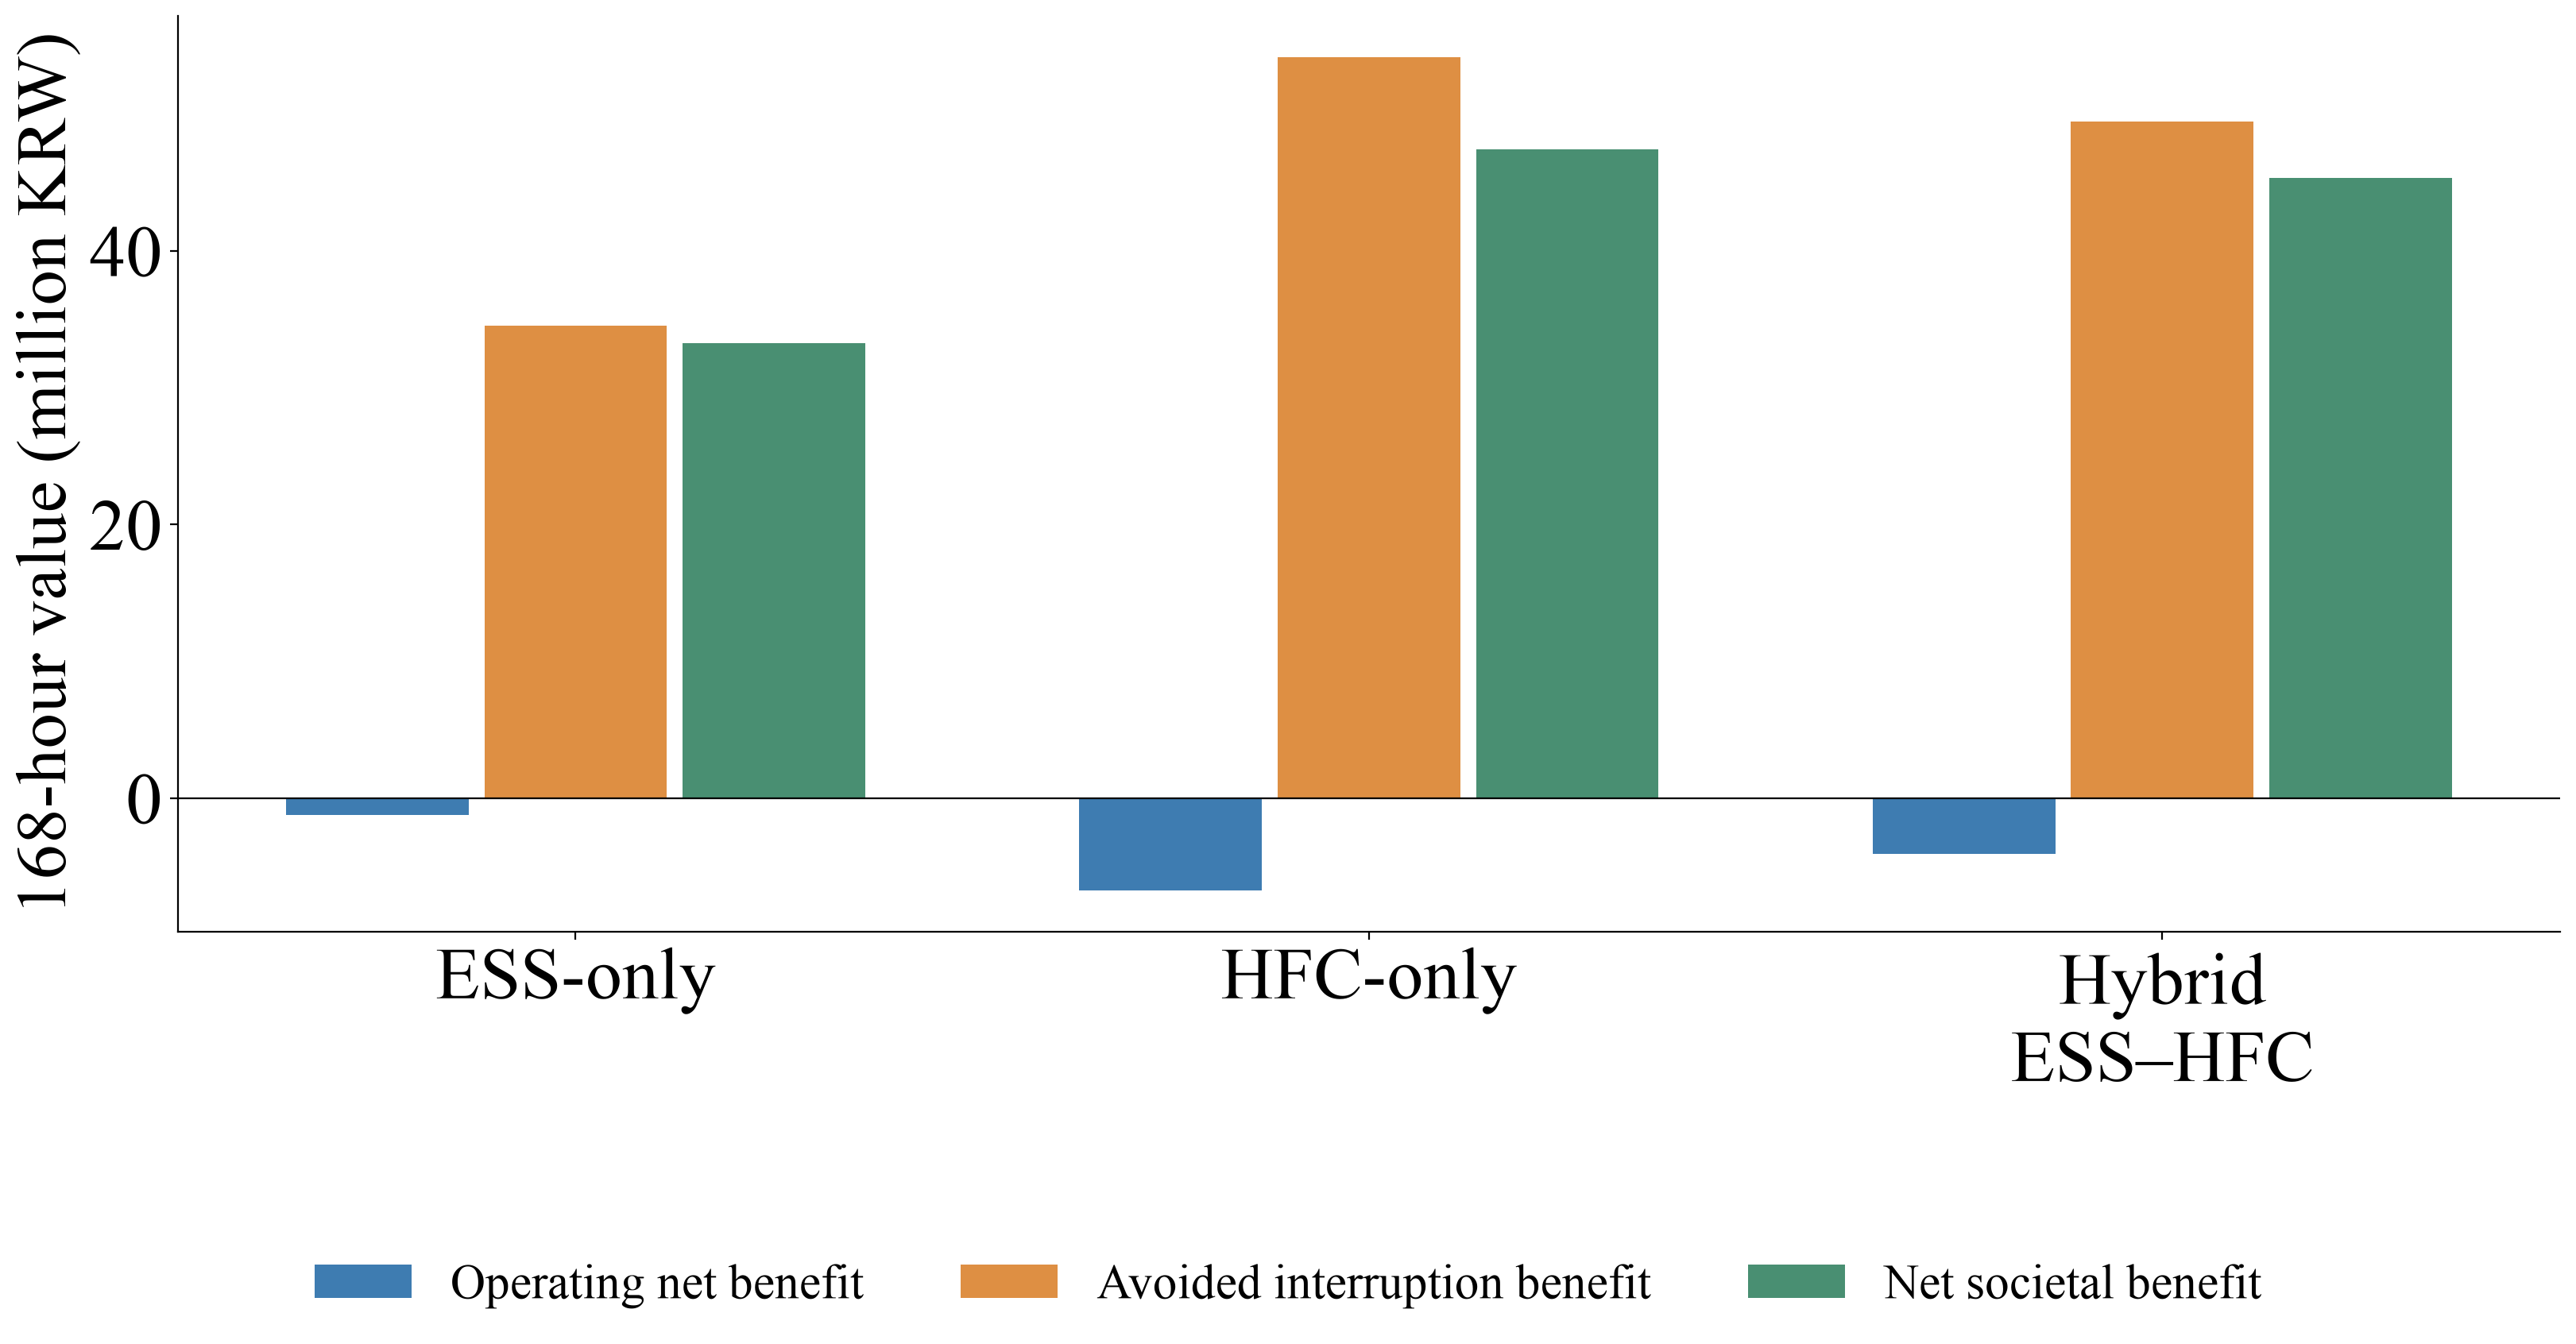 168-hour value (million KRW)
40
20
0
ESS-only
HFC-only
Hybrid
ESS–HFC
Operating net benefit
Avoided interruption benefit
Net societal benefit